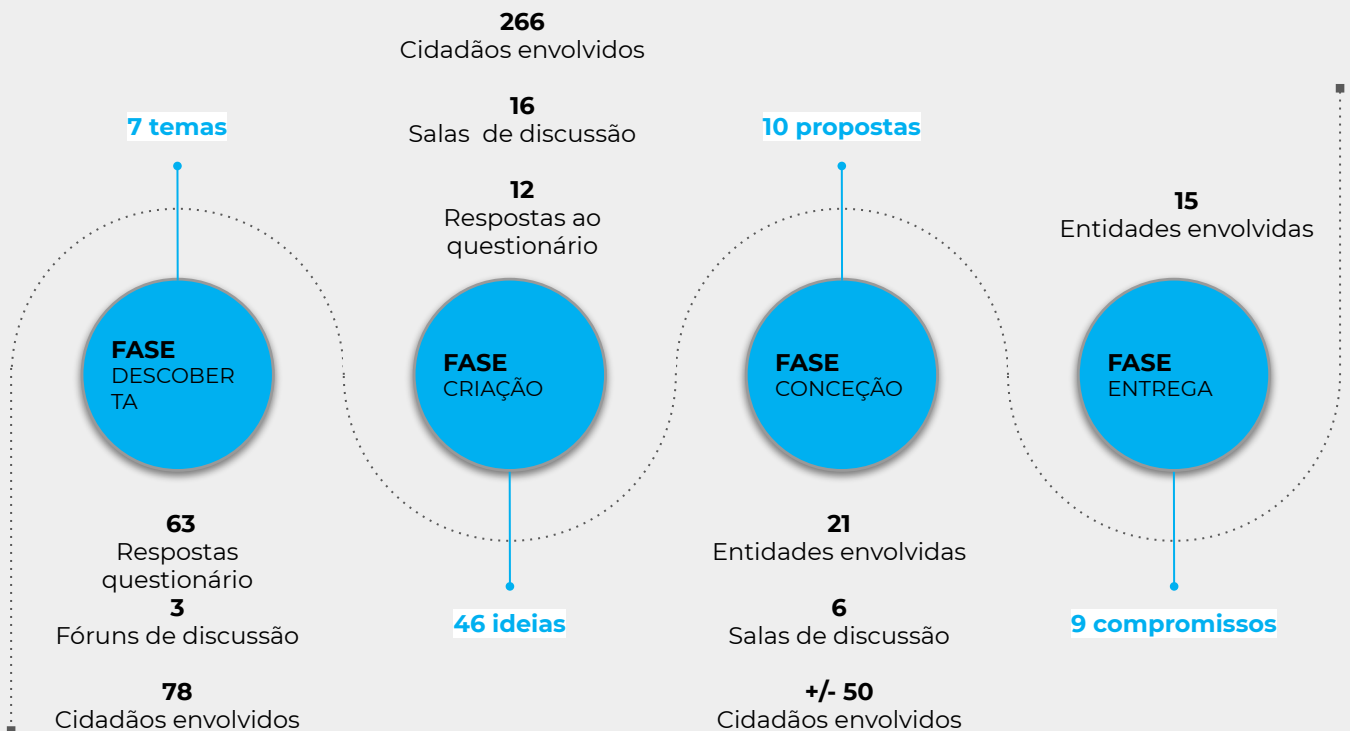 7 temas
FASE
DESCOBER
TA
63
Respostas
questionário
3
Fóruns de discussão
78
Cidadãos envolvidos
266
Cidadãos envolvidos
16
Salas de discussão
12
Respostas ao
questionário
FASE
CRIAÇÃO
46 ideias
10 propostas
FASE
CONCEÇÃO
21
Entidades envolvidas
6
Salas de discussão
+/- 50
Cidadãos envolvidos
15
Entidades envolvidas
FASE
ENTREGA
9 compromissos